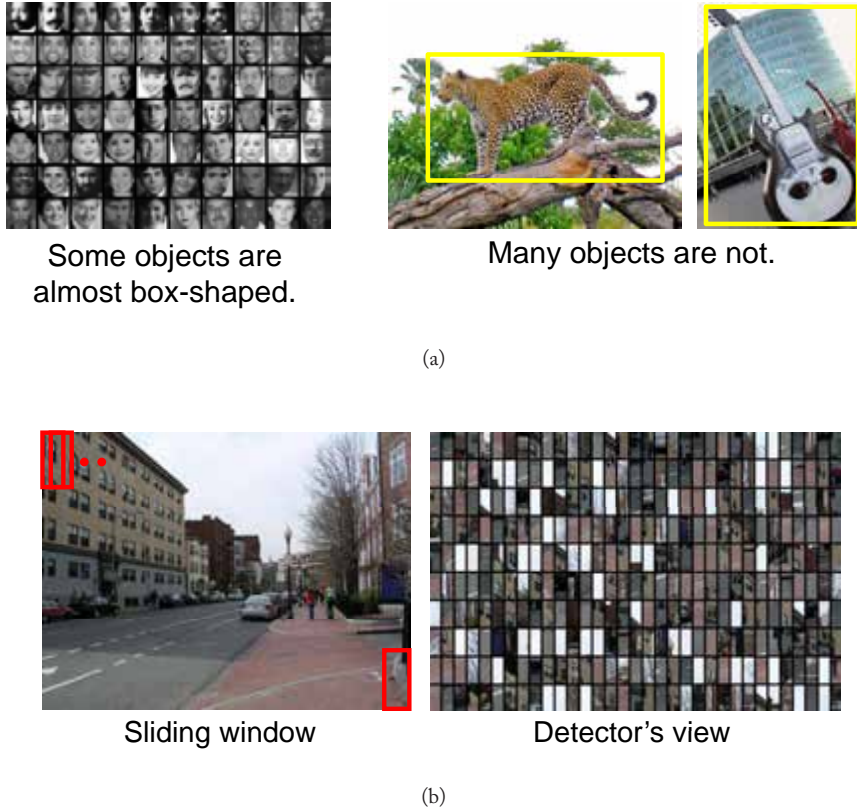 Some objects are
almost box-shaped.
Many objects are not.
(a)
Sliding window
Detector's view
(b)